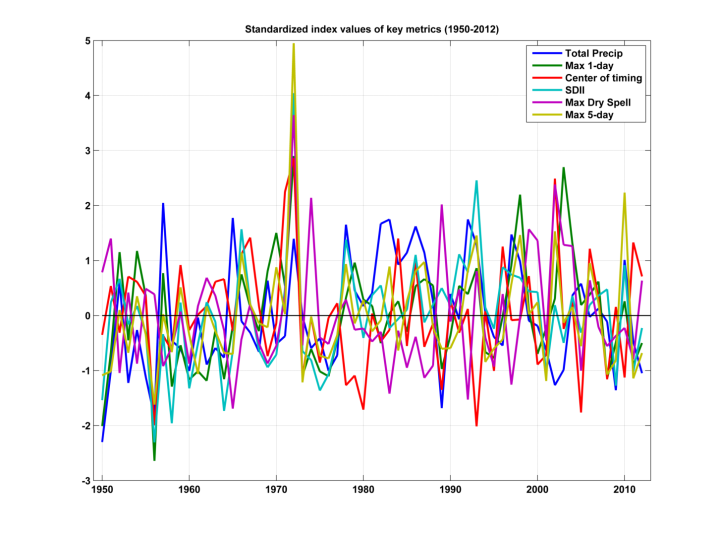 Standardized index values of key metrics (1950-2012)
5
4
3
2
1
0
-1
-2
-3
1950 1960 1970 1980 1990 2000 2010
Total Precip
Max 1-day
Center of timing
SDII
Max Dry Spell
Max 5-day